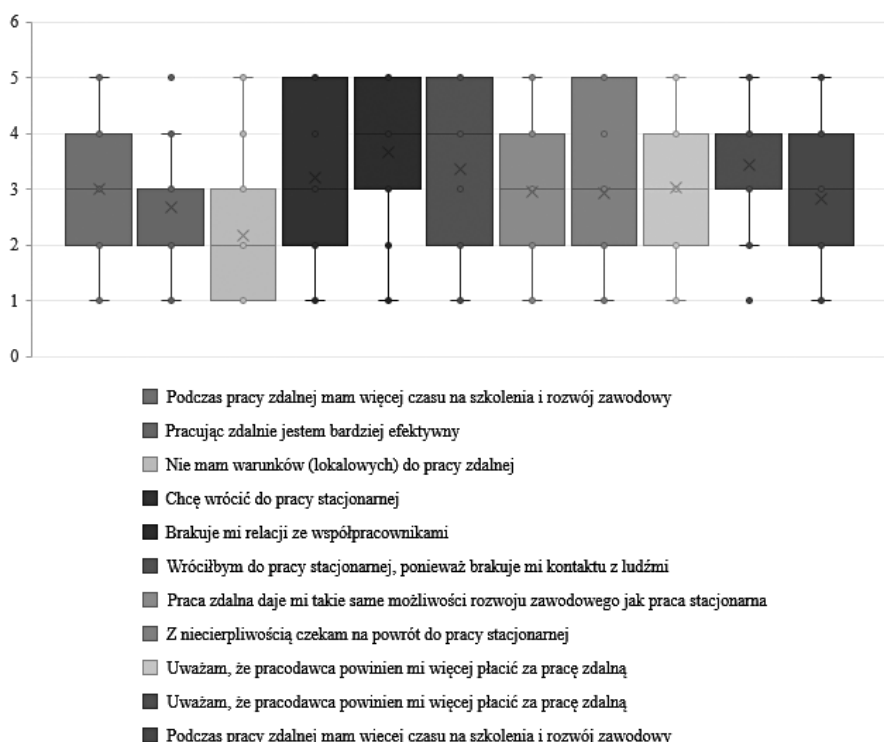 6
5
4
3
2
1
0
Podczas pracy zdalnej mam więcej czasu na szkolenia i rozwój zawodowy
Pracując zdalnie jestem bardziej efektywny
Nie mam warunków (lokalowych) do pracy zdalnej
Chcę wrócić do pracy stacjonarnej
Brakuje mi relacji ze współpracownikami
Wróciłbym do pracy stacjonarnej, ponieważ brakuje mi kontaktu z ludźmi
Praca zdalna daje mi takie same możliwości rozwoju zawodowego jak praca stacjonarna
Z niecierpliwością czekam na powrót do pracy stacjonarnej
Uważam, że pracodawca powinien mi więcej płacić za pracę zdalną
Uważam, że pracodawca powinien mi więcej płacić za pracę zdalną
Podczas pracy zdalnej mam więcej czasu na szkolenia i rozwój zawodowy